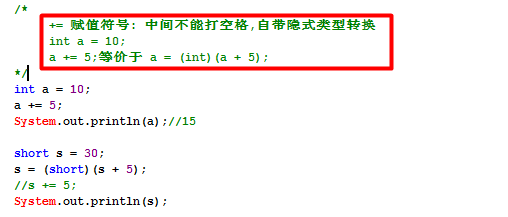 /*
+= 赋值符号: 中间不能打空格,自带隐式类型转换
int a = 10;
a += 5;等价于 a = (int)(a + 5);
*/
int a = 10;
a += 5;
System.out.println(a);//15
short s = 30;
s = (short)(s + 5);
//s += 5;
System.out.println(s);